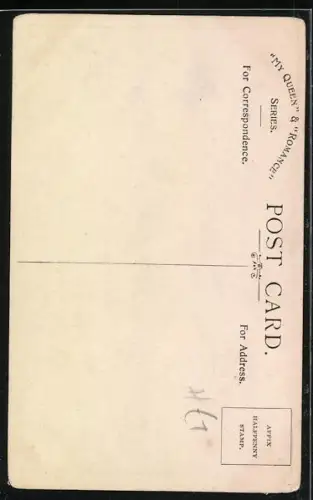 "MY QUEEN" & "ROMANCE"
SERIES.
POST CARD.
For Correspondence.
For Address.
AFFIX
HALFPENNY
STAMP.